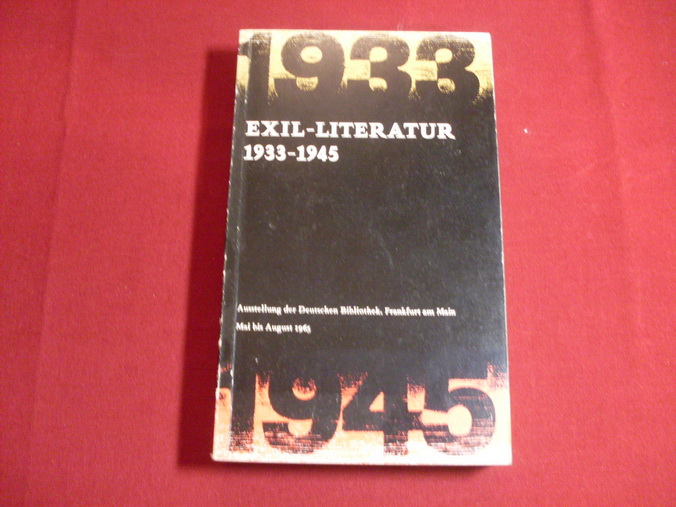 1933
EXIL-LITERATUR
1933-1945
Ausstellung der Deutschen Bibliothek, Frankfurt am Main
Mai bis August 1965
1945